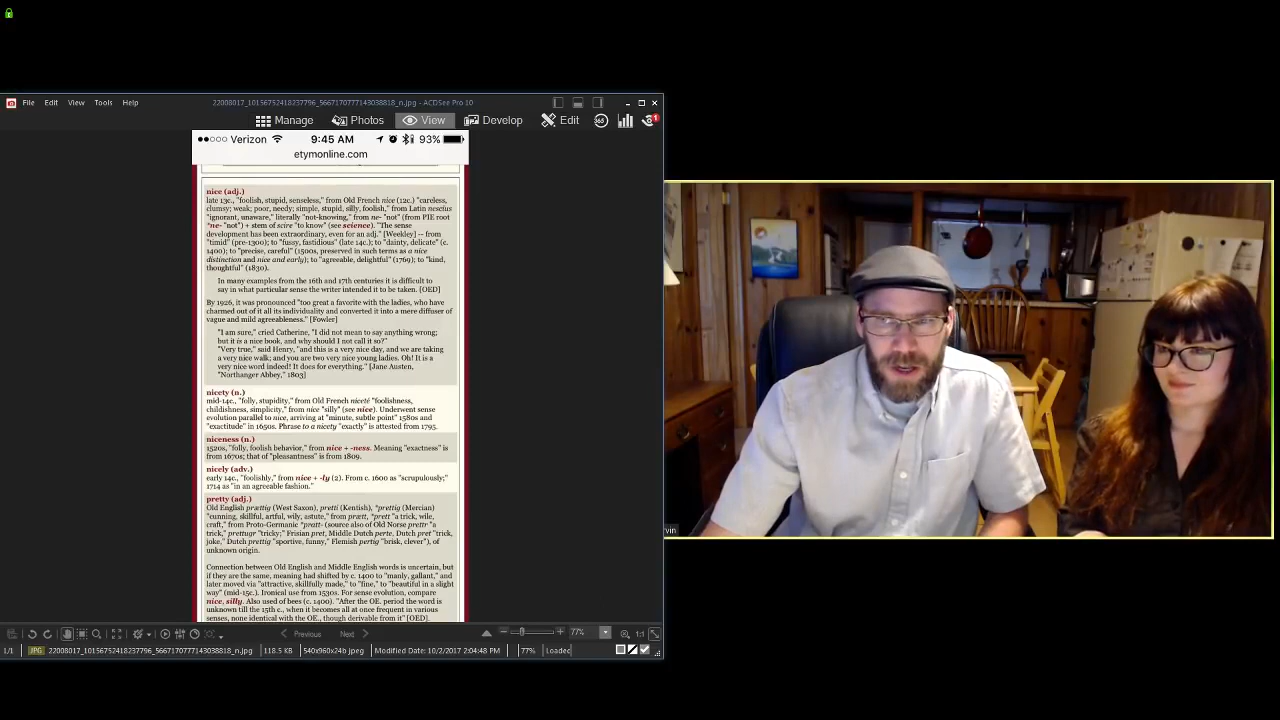 File Edit View Tools Help
22008017_10156752418237796_5667170777143038818_n.jpg - ACDSee Pro 10
Manage Photos View Develop Edit 365 1
Verizon 9:45 AM 93%
etymonline.com
nice (adj.)
late 13c., "foolish, stupid, senseless," from Old French nice (12c.) "careless,
clumsy; weak; poor, needy; simple, stupid, silly, foolish," from Latin nescius
"ignorant, unaware," literally "not-knowing," from ne- "not" (from PIE root
*ne- "not") + stem of scire "to know" (see science). "The sense
development has been extraordinary, even for an adj." [Weekley] -- from
"timid" (pre-1300); to "fussy, fastidious" (late 14c.); to "dainty, delicate" (c.
1400); to "precise, careful" (1500s, preserved in such terms as a nice
distinction and nice and early); to "agreeable, delightful" (1769); to "kind,
thoughtful" (1830).
In many examples from the 16th and 17th centuries it is difficult to
say in what particular sense the writer intended it to be taken. [OED]
By 1926, it was pronounced "too great a favorite with the ladies, who have
charmed out of it all its individuality and converted it into a mere diffuser of
vague and mild agreeableness." [Fowler]
"I am sure," cried Catherine, "I did not mean to say anything wrong;
but it is a nice book, and why should I not call it so?"
"Very true," said Henry, "and this is a very nice day, and we are taking
a very nice walk; and you are two very nice young ladies. Oh! It is a
very nice word indeed! It does for everything." [Jane Austen,
"Northanger Abbey," 1803]
nicety (n.)
mid-14c., "folly, stupidity," from Old French niceté "foolishness,
childishness, simplicity," from nice "silly" (see nice). Underwent sense
evolution parallel to nice, arriving at "minute, subtle point" 1580s and
"exactitude" in 1650s. Phrase to a nicety "exactly" is attested from 1795.
niceness (n.)
1520s, "folly, foolish behavior," from nice + -ness. Meaning "exactness" is
from 1670s; that of "pleasantness" is from 1809.
nicely (adv.)
early 14c., "foolishly," from nice + -ly (2). From c. 1600 as "scrupulously;"
1714 as "in an agreeable fashion."
pretty (adj.)
Old English prættig (West Saxon), pretti (Kentish), *prettig (Mercian)
"cunning, skillful, artful, wily, astute," from prætt, *prett "a trick, wile,
craft," from Proto-Germanic *pratt- (source also of Old Norse prettr "a
trick," prettugr "tricky;" Frisian pret, Middle Dutch perte, Dutch pret "trick,
joke," Dutch prettig "sportive, funny," Flemish pertig "brisk, clever"), of
unknown origin.
Connection between Old English and Middle English words is uncertain, but
if they are the same, meaning had shifted by c. 1400 to "manly, gallant," and
later moved via "attractive, skillfully made," to "fine," to "beautiful in a slight
way" (mid-15c.). Ironical use from 1530s. For sense evolution, compare
nice, silly. Also used of bees (c. 1400). "After the OE. period the word is
unknown till the 15th c., when it becomes all at once frequent in various
senses, none identical with the OE., though derivable from it" [OED].
Previous Next 77% 1:1
1/1 JPG 22008017_10156752418237796_5667170777143038818_n.jpg 118.5 KB 540x960x24b jpeg Modified Date: 10/2/2017 2:04:48 PM 77% Loaded
rvin